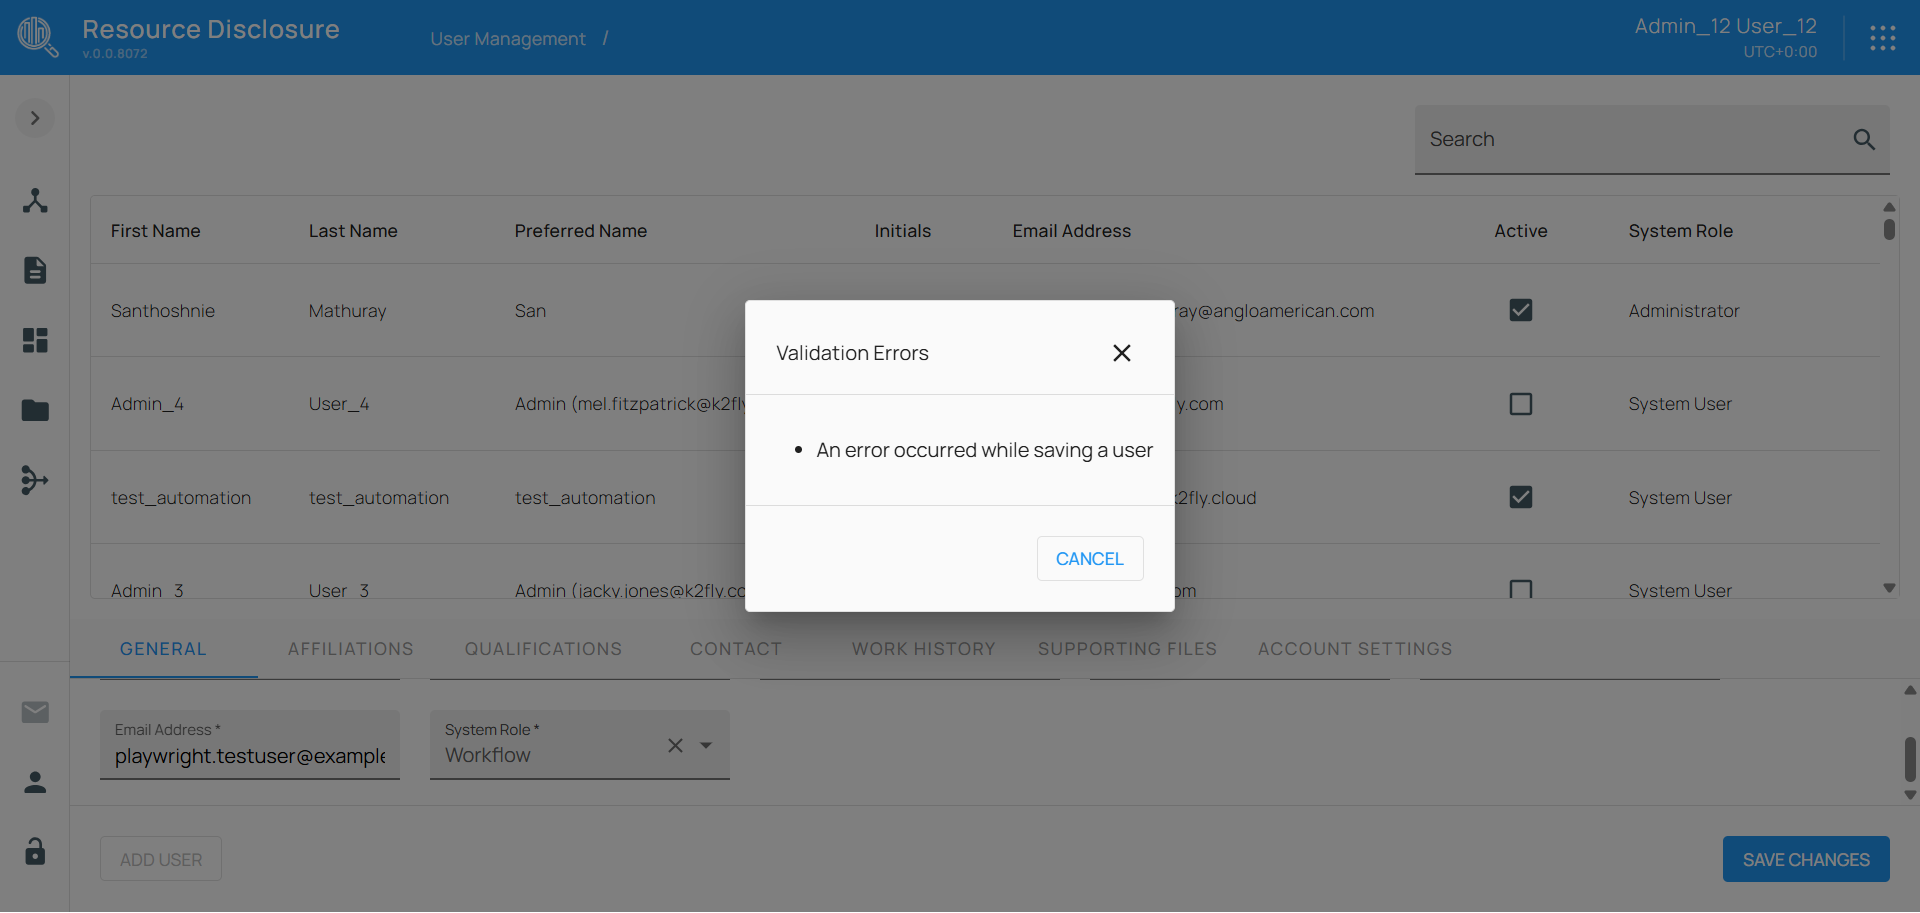 Resource Disclosure
v.0.0.8072
User Management /
Admin_12 User_12
UTC+0:00
Search
First Name Last Name Preferred Name Initials Email Address Active System Role
Santhoshnie Mathuray San ray@angloamerican.com Administrator
Admin_4 User_4 Admin (mel.fitzpatrick@k2fly y.com System User
test_automation test_automation test_automation k2fly.cloud System User
Admin_3 User_3 Admin (jacky.jones@k2fly.co om System User
Validation Errors
• An error occurred while saving a user
CANCEL
GENERAL AFFILIATIONS QUALIFICATIONS CONTACT WORK HISTORY SUPPORTING FILES ACCOUNT SETTINGS
Email Address * System Role *
playwright.testuser@example Workflow
ADD USER SAVE CHANGES